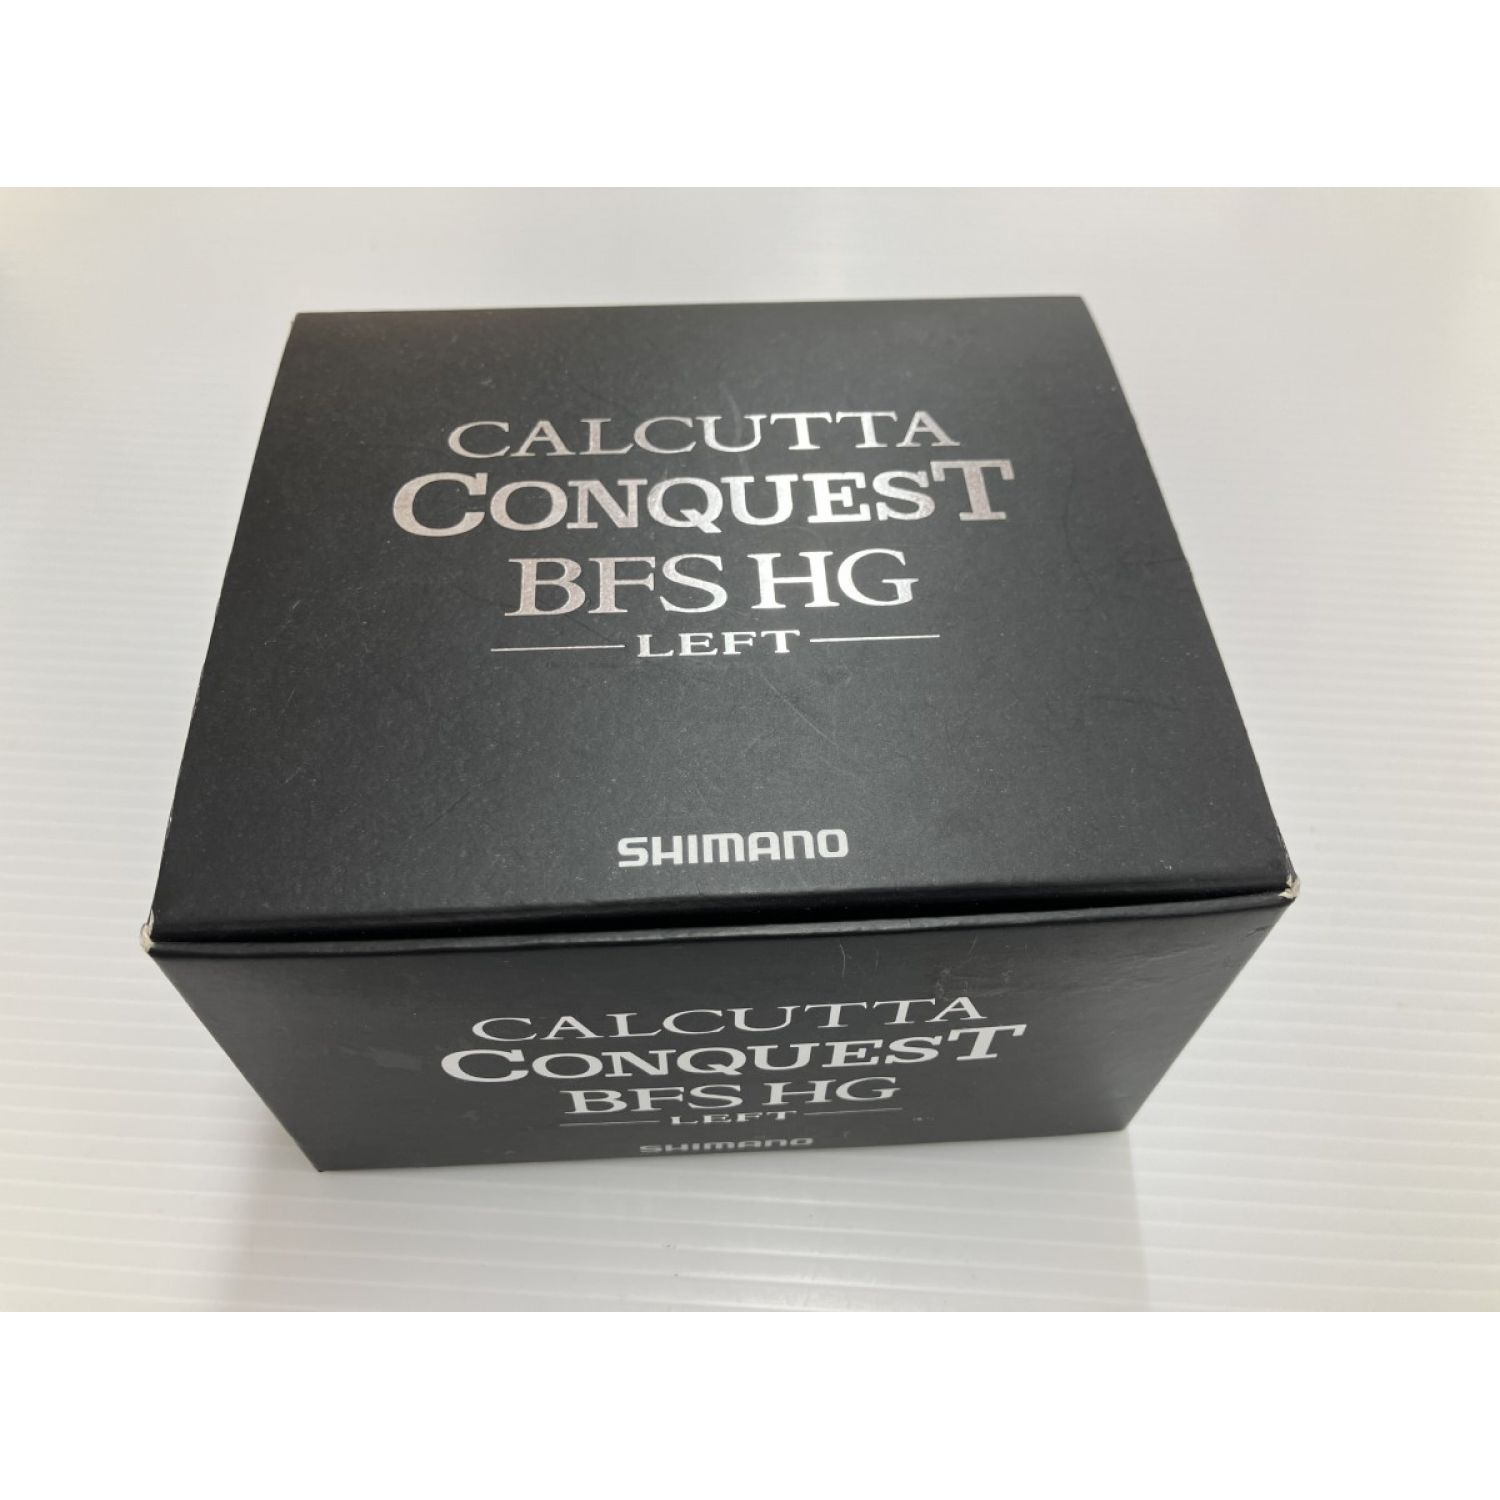 CALCUTTA
CONQUEST
BFS HG
LEFT
SHIMANO
CALCUTTA
CONQUEST
BFS HG
LEFT
SHIMANO